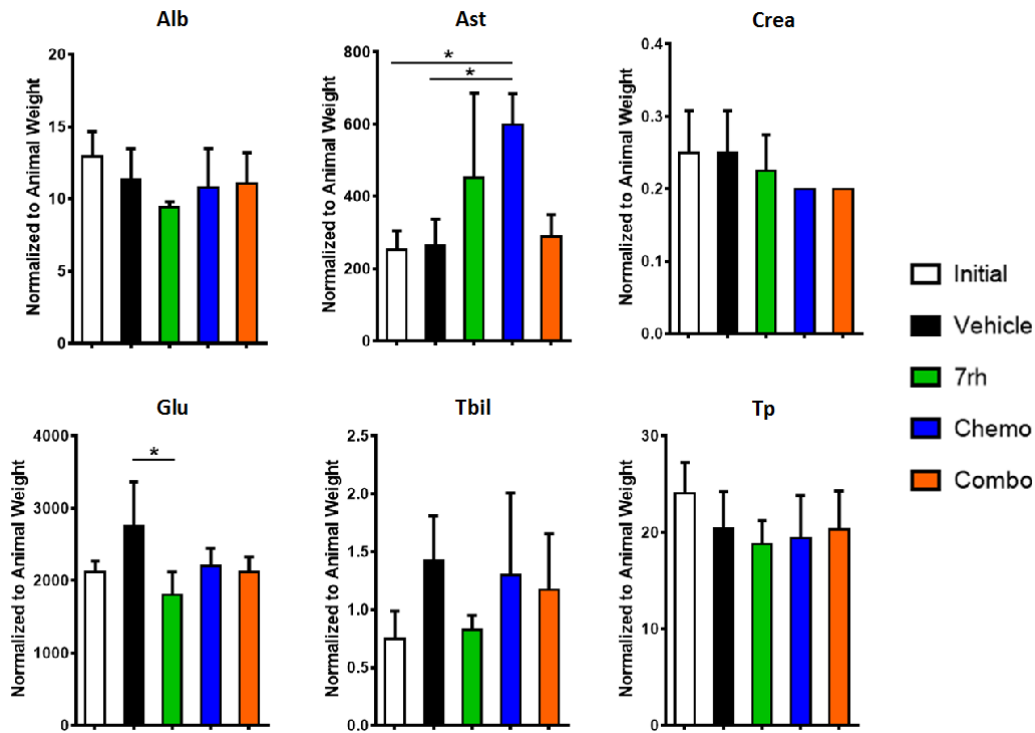 Alb
Normalized to Animal Weight
20
15
10
5
0
Ast
Normalized to Animal Weight
800
600
400
200
0
*
*
Crea
Normalized to Animal Weight
0.4
0.3
0.2
0.1
0.0
Initial
Vehicle
7rh
Chemo
Combo
Glu
Normalized to Animal Weight
4000
3000
2000
1000
0
*
Tbil
Normalized to Animal Weight
2.5
2.0
1.5
1.0
0.5
0.0
Tp
Normalized to Animal Weight
30
20
10
0